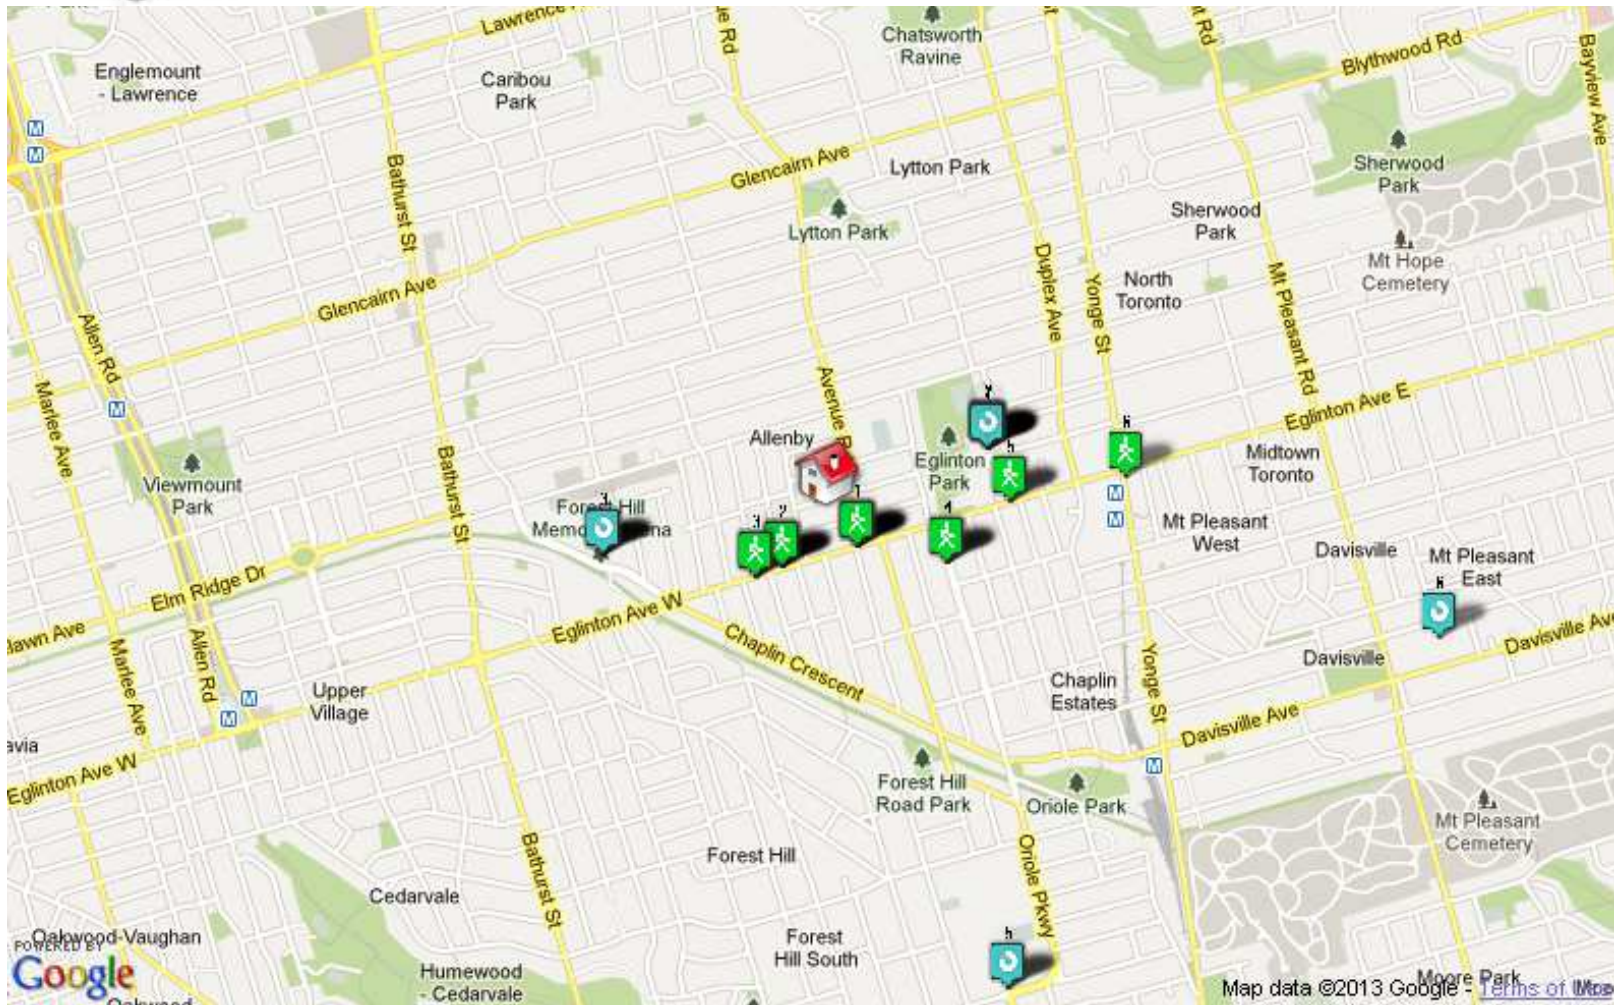 Lawrence
Chatsworth
Ravine
Blythwood Rd
Bayview Ave
Englemount
- Lawrence
Caribou
Park
M
M
Bathurst St
Glencairn Ave
Lytton Park
Sherwood
Park
Lytton Park
Sherwood
Park
Mt Hope
Cemetery
Duplex Ave
Yonge St
North
Toronto
Mt Pleasant Rd
Glencairn Ave
Allen Rd
Marlee Ave
M
Avenue R
Eglinton Ave E
Allenby
Eglinton
Park
Midtown
Toronto
Bathurst St
Viewmount
Park
M
M
Forest Hill
Mt Pleasant
West
Davisville
Mt Pleasant
East
Elm Ridge Dr
Eglinton Ave W
Chaplin Crescent
Davisville Ave
Davisville
Marlee Ave
Allen Rd
Yonge St
Chaplin
Estates
Upper
Village
M
M
Davisville Ave
avia
Eglinton Ave W
M
Forest Hill
Road Park
Oriole Park
Mt Pleasant
Cemetery
Bathurst St
Forest Hill
Oriole Pkwy
Cedarvale
Oakwood-Vaughan
POWERED BY
Google
Forest
Hill South
Humewood
- Cedarvale
Moore Park
Map data ©2013 Google - Terms of
Oakwood